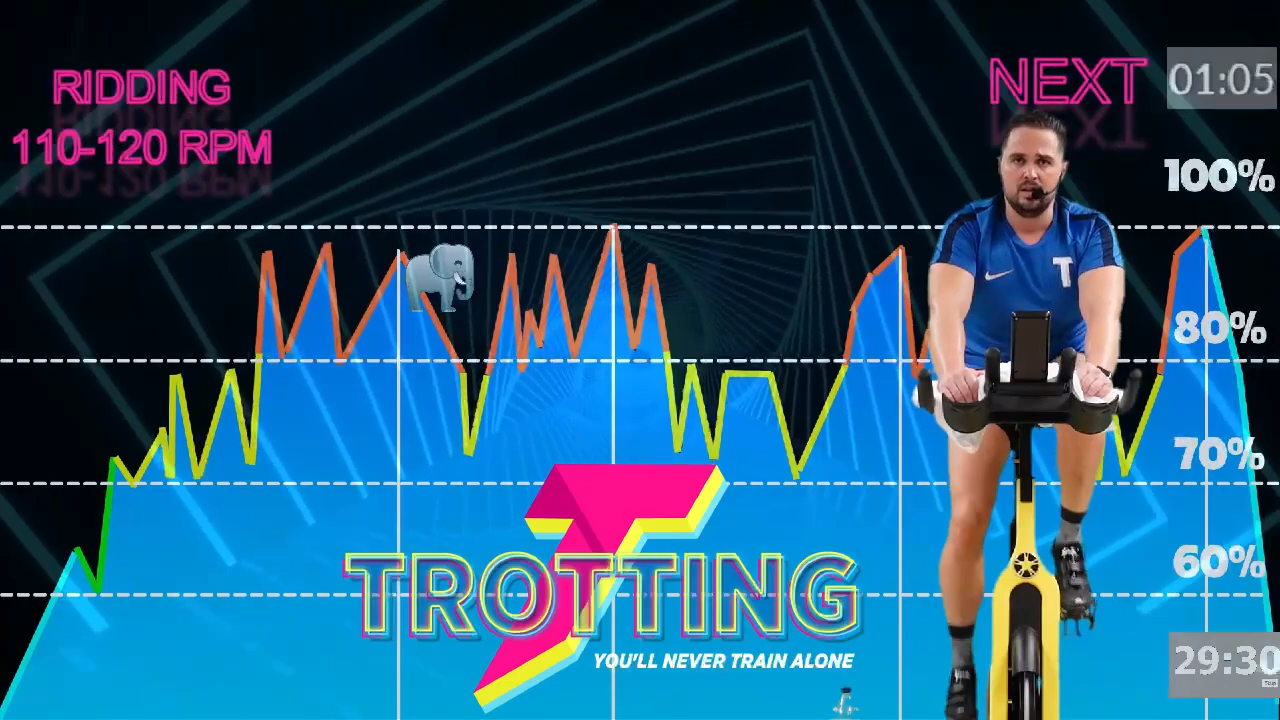 RIDDING
110-120 RPM
NEXT
01:05
100%
80%
70%
60%
T
TROTTING
YOU'LL NEVER TRAIN ALONE
29:30